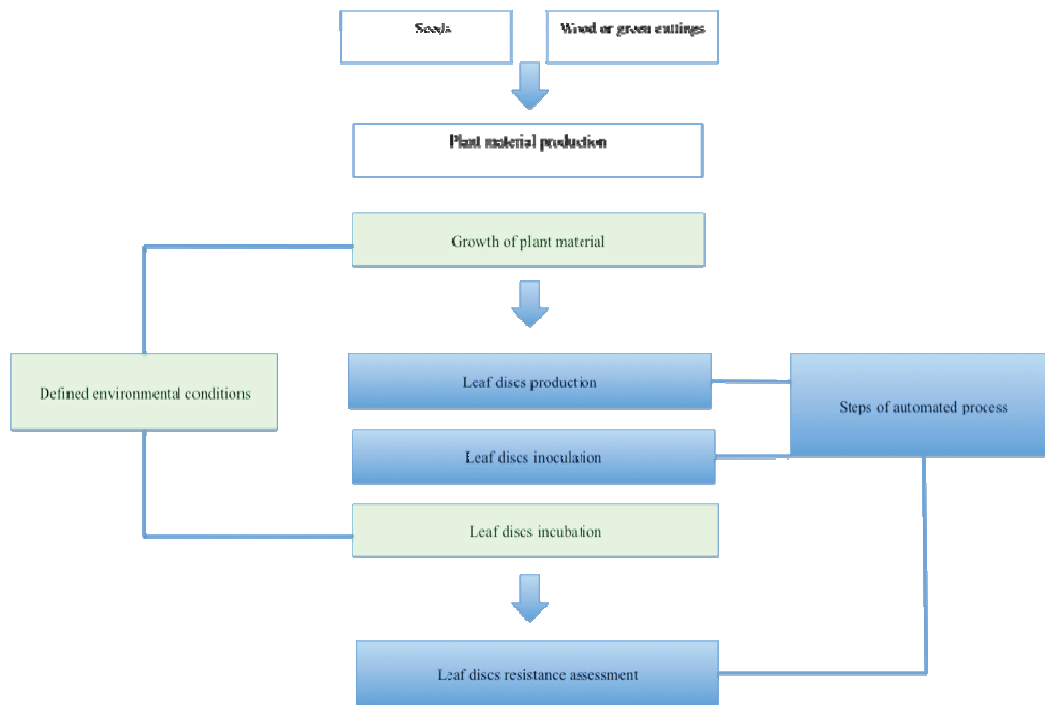 Seeds
Wood or green cuttings
Plant material production
Growth of plant material
Defined environmental conditions
Leaf discs production
Steps of automated process
Leaf discs inoculation
Leaf discs incubation
Leaf discs resistance assessment